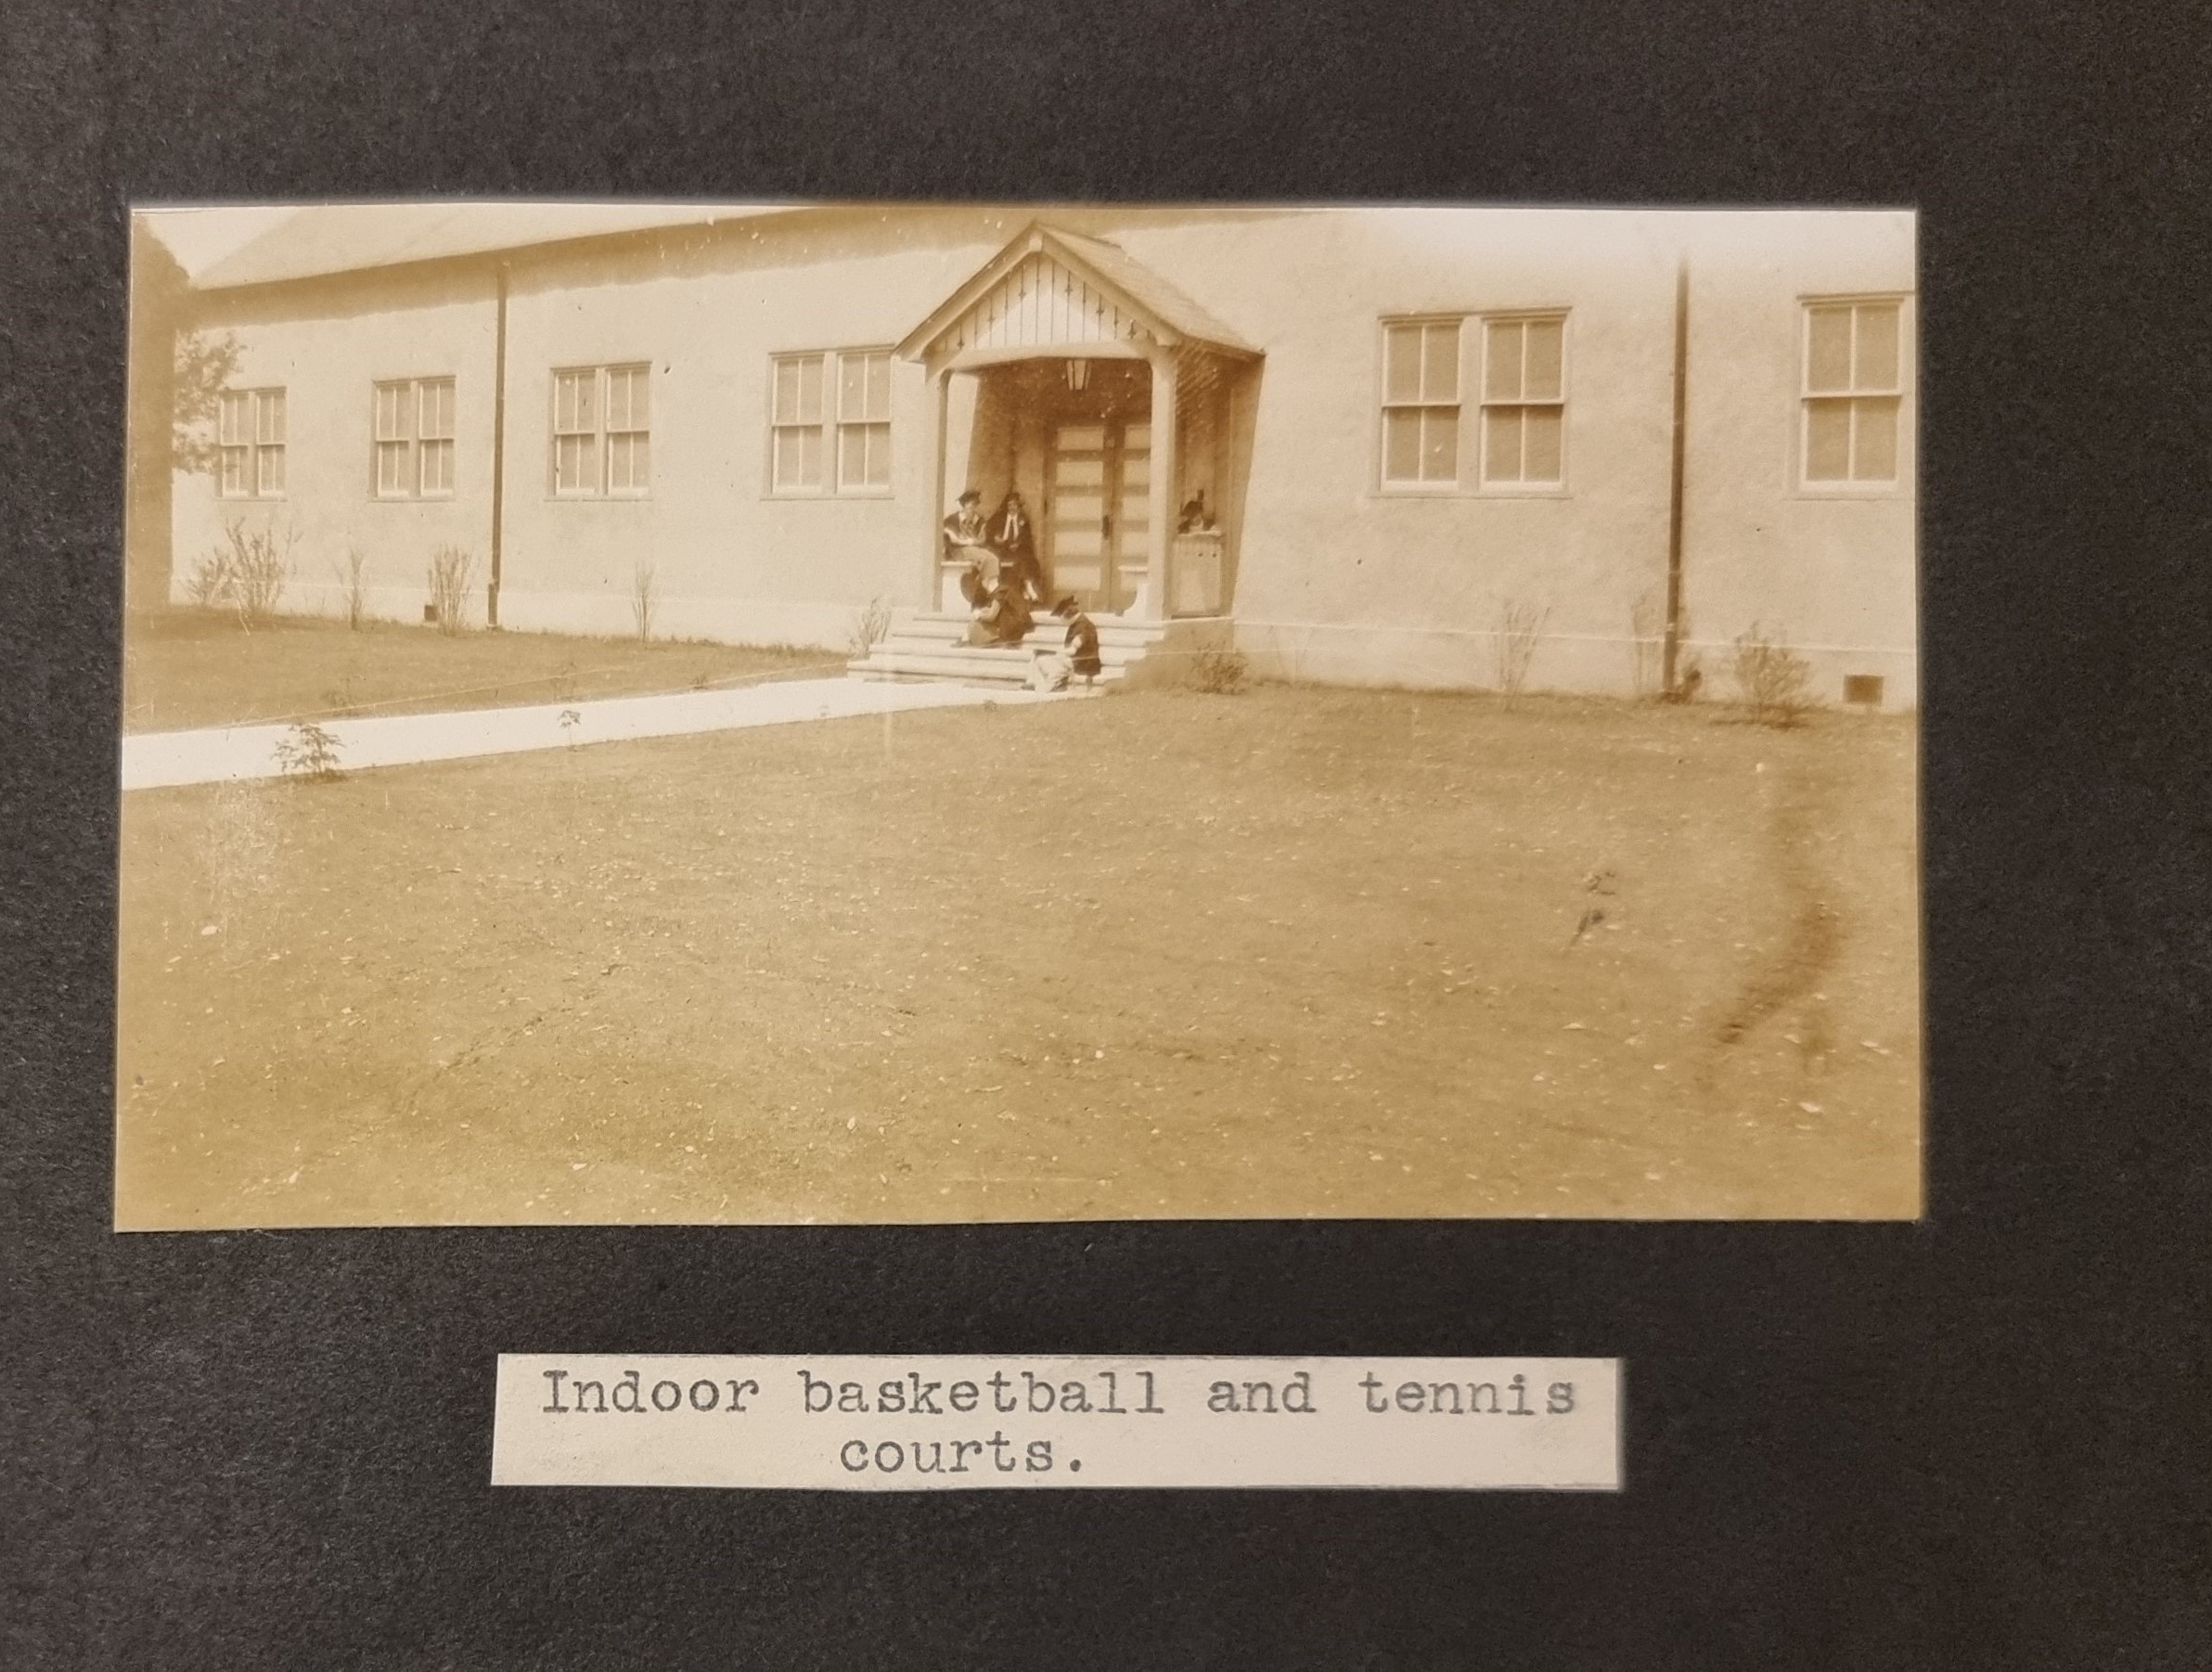 Indoor basketball and tennis
courts.